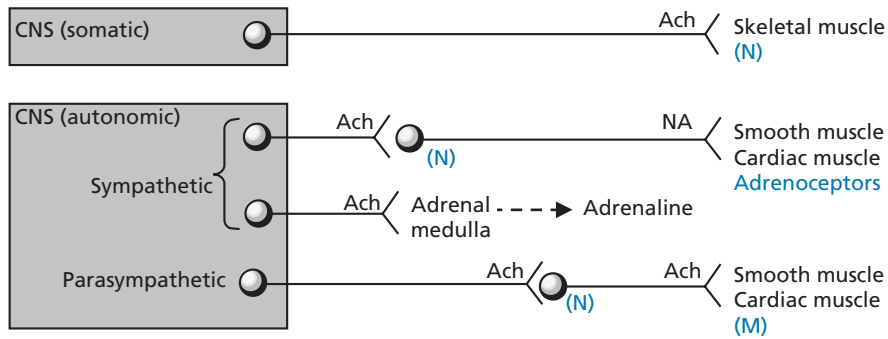 CNS (somatic)
Ach
Skeletal muscle
(N)
CNS (autonomic)
Sympathetic
Ach
(N)
NA
Smooth muscle
Cardiac muscle
Adrenoceptors
Ach
Adrenal
medulla
Adrenaline
Parasympathetic
Ach
(N)
Ach
Smooth muscle
Cardiac muscle
(M)